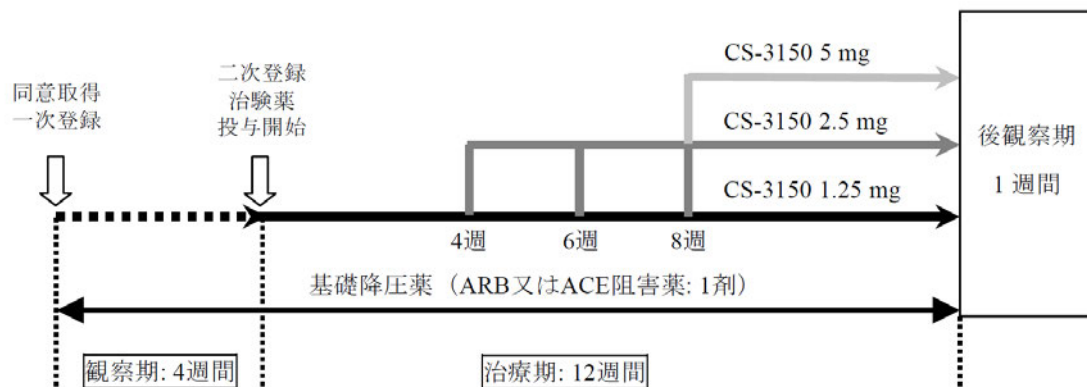 同意取得
一次登録
二次登録
治験薬
投与開始
CS-3150 5 mg
CS-3150 2.5 mg
CS-3150 1.25 mg
4週
6週
8週
後観察期
1 週間
基礎降圧薬（ARB又はACE阻害薬: 1剤）
観察期: 4週間
治療期: 12週間